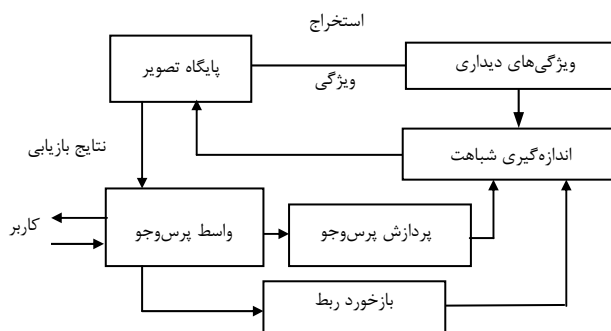 استخراج
ویژگی
پایگاه تصویر
ویژگی‌های دیداری
اندازه‌گیری شباهت
نتایج بازیابی
کاربر
واسط پرس‌وجو
پردازش پرس‌وجو
بازخورد ربط